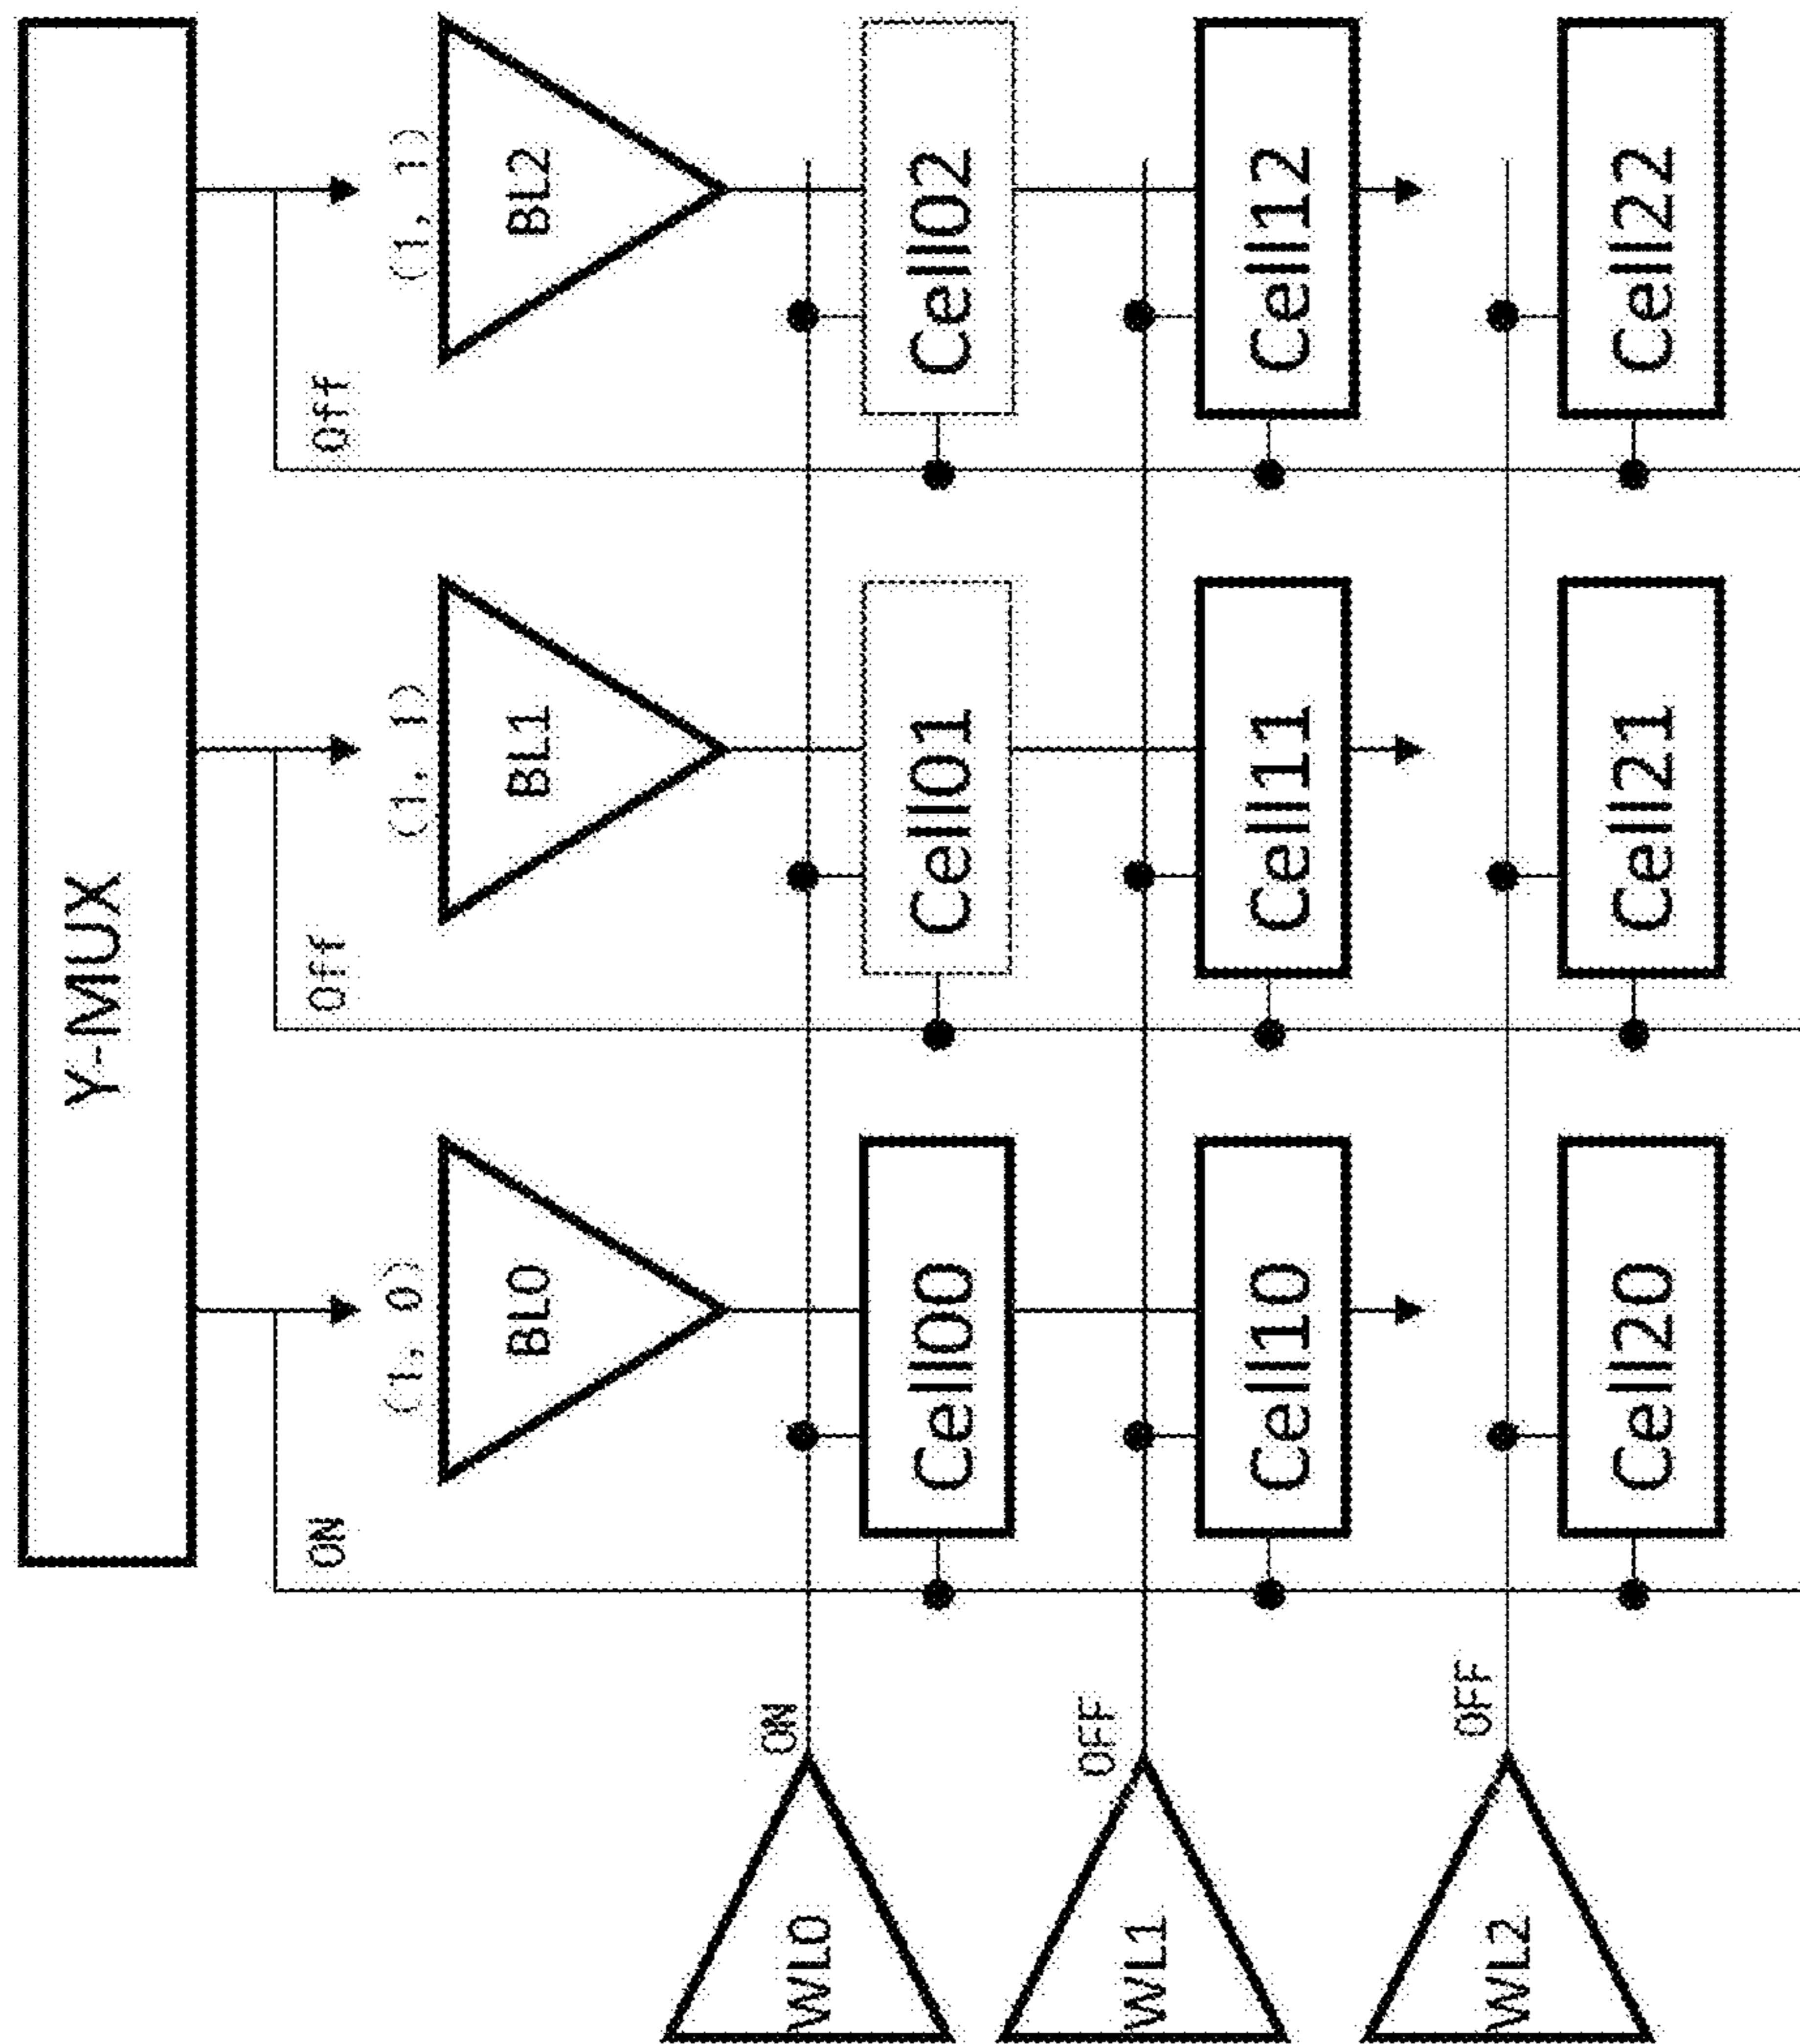 Y-MUX
ON
Off
Off
(1, 0)
(1, 1)
(1, 1)
BL0
BL1
BL2
WL0
ON
Cell00
Cell01
Cell02
WL1
OFF
Cell10
Cell11
Cell12
WL2
OFF
Cell20
Cell21
Cell22